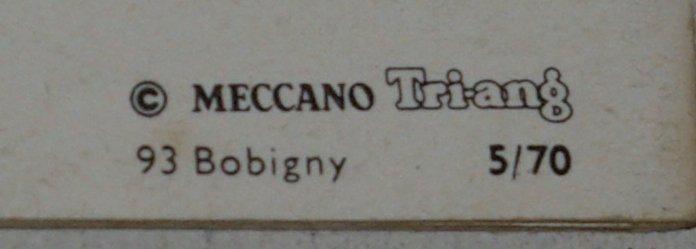 © MECCANO Tri-ang
93 Bobigny 5/70